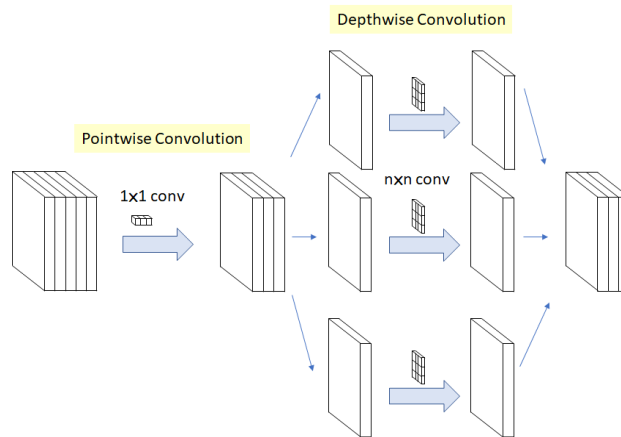 Depthwise Convolution
Pointwise Convolution
1x1 conv
nxn conv